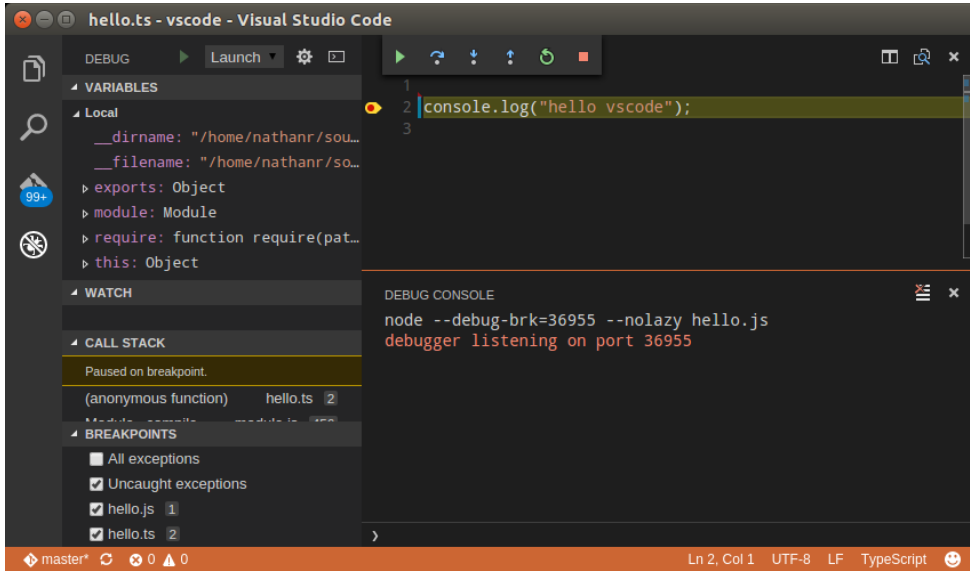 hello.ts - vscode - Visual Studio Code
DEBUG Launch
VARIABLES
Local
__dirname: "/home/nathanr/sou…
__filename: "/home/nathanr/so…
exports: Object
module: Module
require: function require(pat…
this: Object
WATCH
CALL STACK
Paused on breakpoint.
(anonymous function) hello.ts 2
BREAKPOINTS
All exceptions
Uncaught exceptions
hello.js 1
hello.ts 2
99+
1
2 console.log("hello vscode");
3
DEBUG CONSOLE
node --debug-brk=36955 --nolazy hello.js
debugger listening on port 36955
master* 0 0 Ln 2, Col 1 UTF-8 LF TypeScript